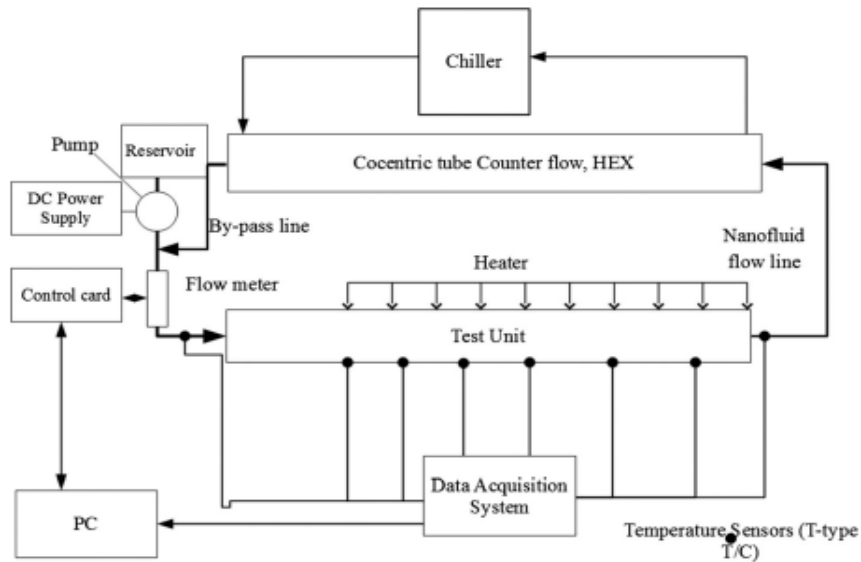 Chiller
Pump
Reservoir
Cocentric tube Counter flow, HEX
DC Power
Supply
By-pass line
Nanofluid
flow line
Heater
Flow meter
Control card
Test Unit
Data Acquisition
System
PC
Temperature Sensors (T-type
T/C)